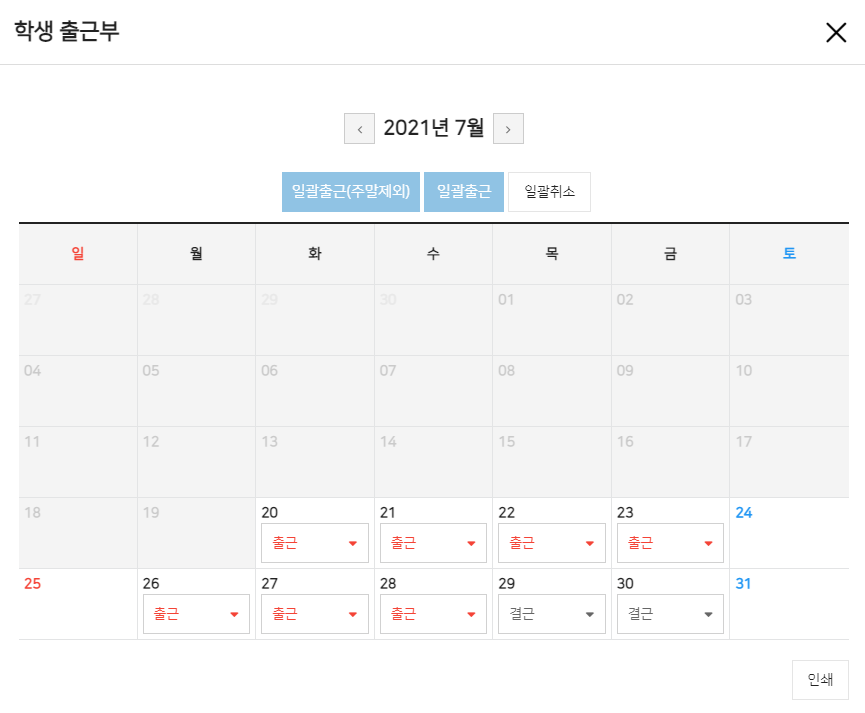 학생 출근부
2021년 7월
일괄출근(주말제외) 일괄출근 일괄취소
일 월 화 수 목 금 토
27 28 29 30 01 02 03
04 05 06 07 08 09 10
11 12 13 14 15 16 17
18 19 20 21 22 23 24
출근 출근 출근 출근
25 26 27 28 29 30 31
출근 출근 출근 결근 결근
인쇄